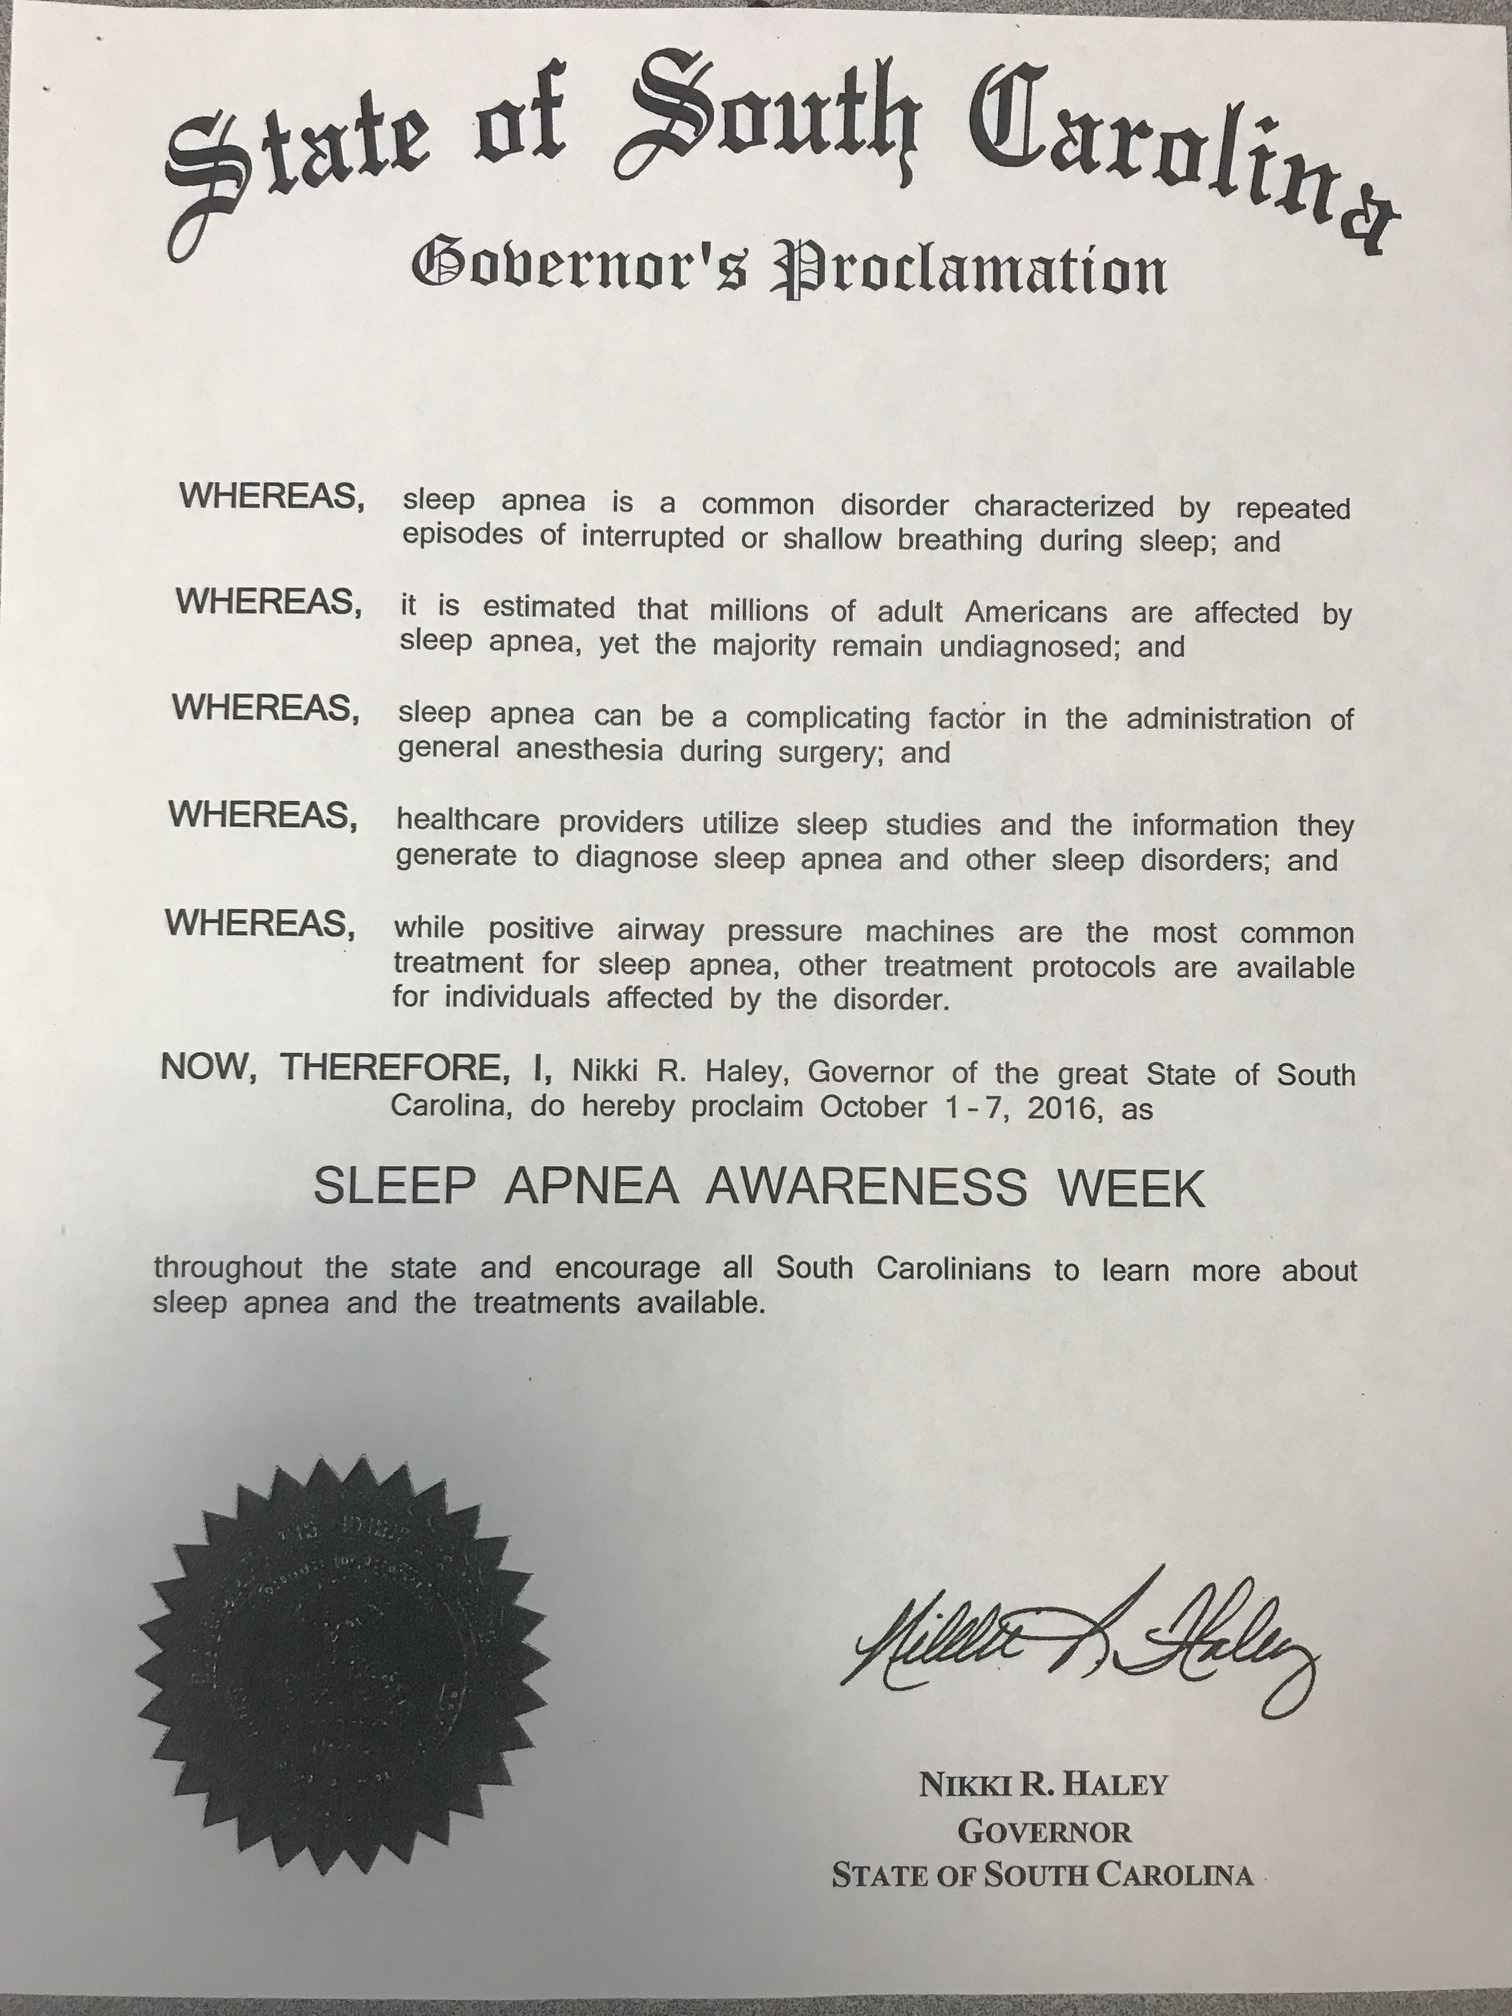 State of South Carolina
Governor's Proclamation
WHEREAS, sleep apnea is a common disorder characterized by repeated
episodes of interrupted or shallow breathing during sleep; and
WHEREAS, it is estimated that millions of adult Americans are affected by
sleep apnea, yet the majority remain undiagnosed; and
WHEREAS, sleep apnea can be a complicating factor in the administration of
general anesthesia during surgery; and
WHEREAS, healthcare providers utilize sleep studies and the information they
generate to diagnose sleep apnea and other sleep disorders; and
WHEREAS, while positive airway pressure machines are the most common
treatment for sleep apnea, other treatment protocols are available
for individuals affected by the disorder.
NOW, THEREFORE, I, Nikki R. Haley, Governor of the great State of South
Carolina, do hereby proclaim October 1 - 7, 2016, as
SLEEP APNEA AWARENESS WEEK
throughout the state and encourage all South Carolinians to learn more about
sleep apnea and the treatments available.
Nikki R. Haley
NIKKI R. HALEY
GOVERNOR
STATE OF SOUTH CAROLINA